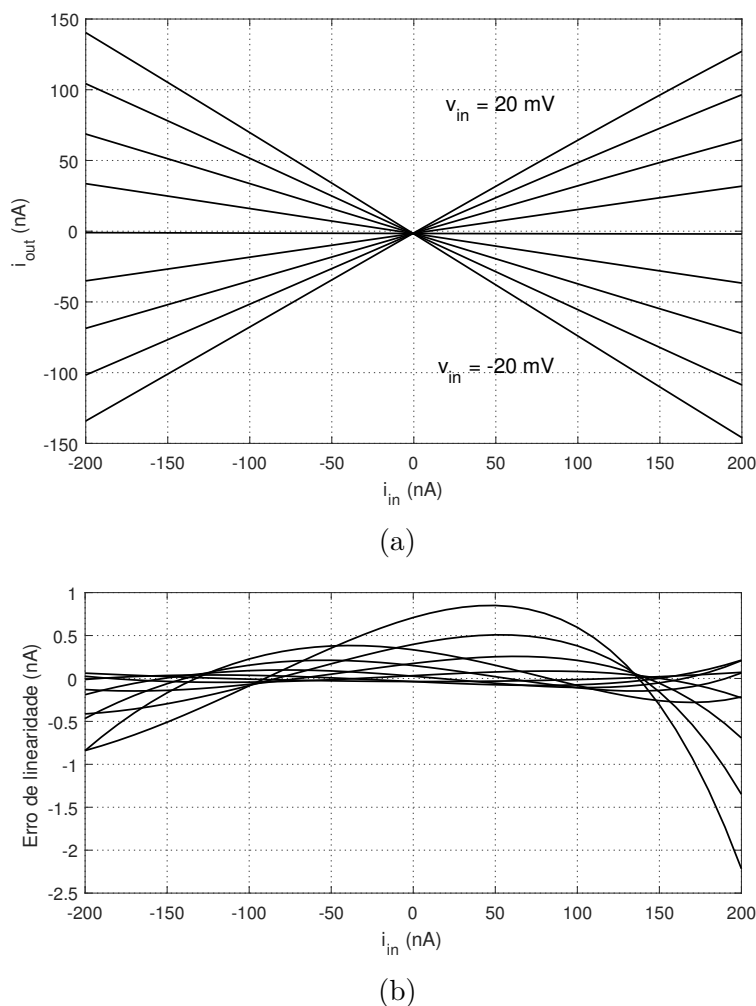 150
100
50
0
-50
-100
-150
i_out (nA)
v_in = 20 mV
v_in = -20 mV
-200 -150 -100 -50 0 50 100 150 200
i_in (nA)
(a)
1
0.5
0
-0.5
-1
-1.5
-2
-2.5
Erro de linearidade (nA)
-200 -150 -100 -50 0 50 100 150 200
i_in (nA)
(b)